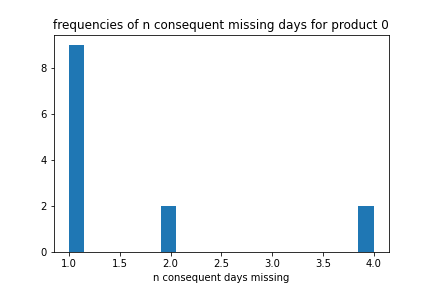 frequencies of n consequent missing days for product 0
8
6
4
2
0
1.0 1.5 2.0 2.5 3.0 3.5 4.0
n consequent days missing